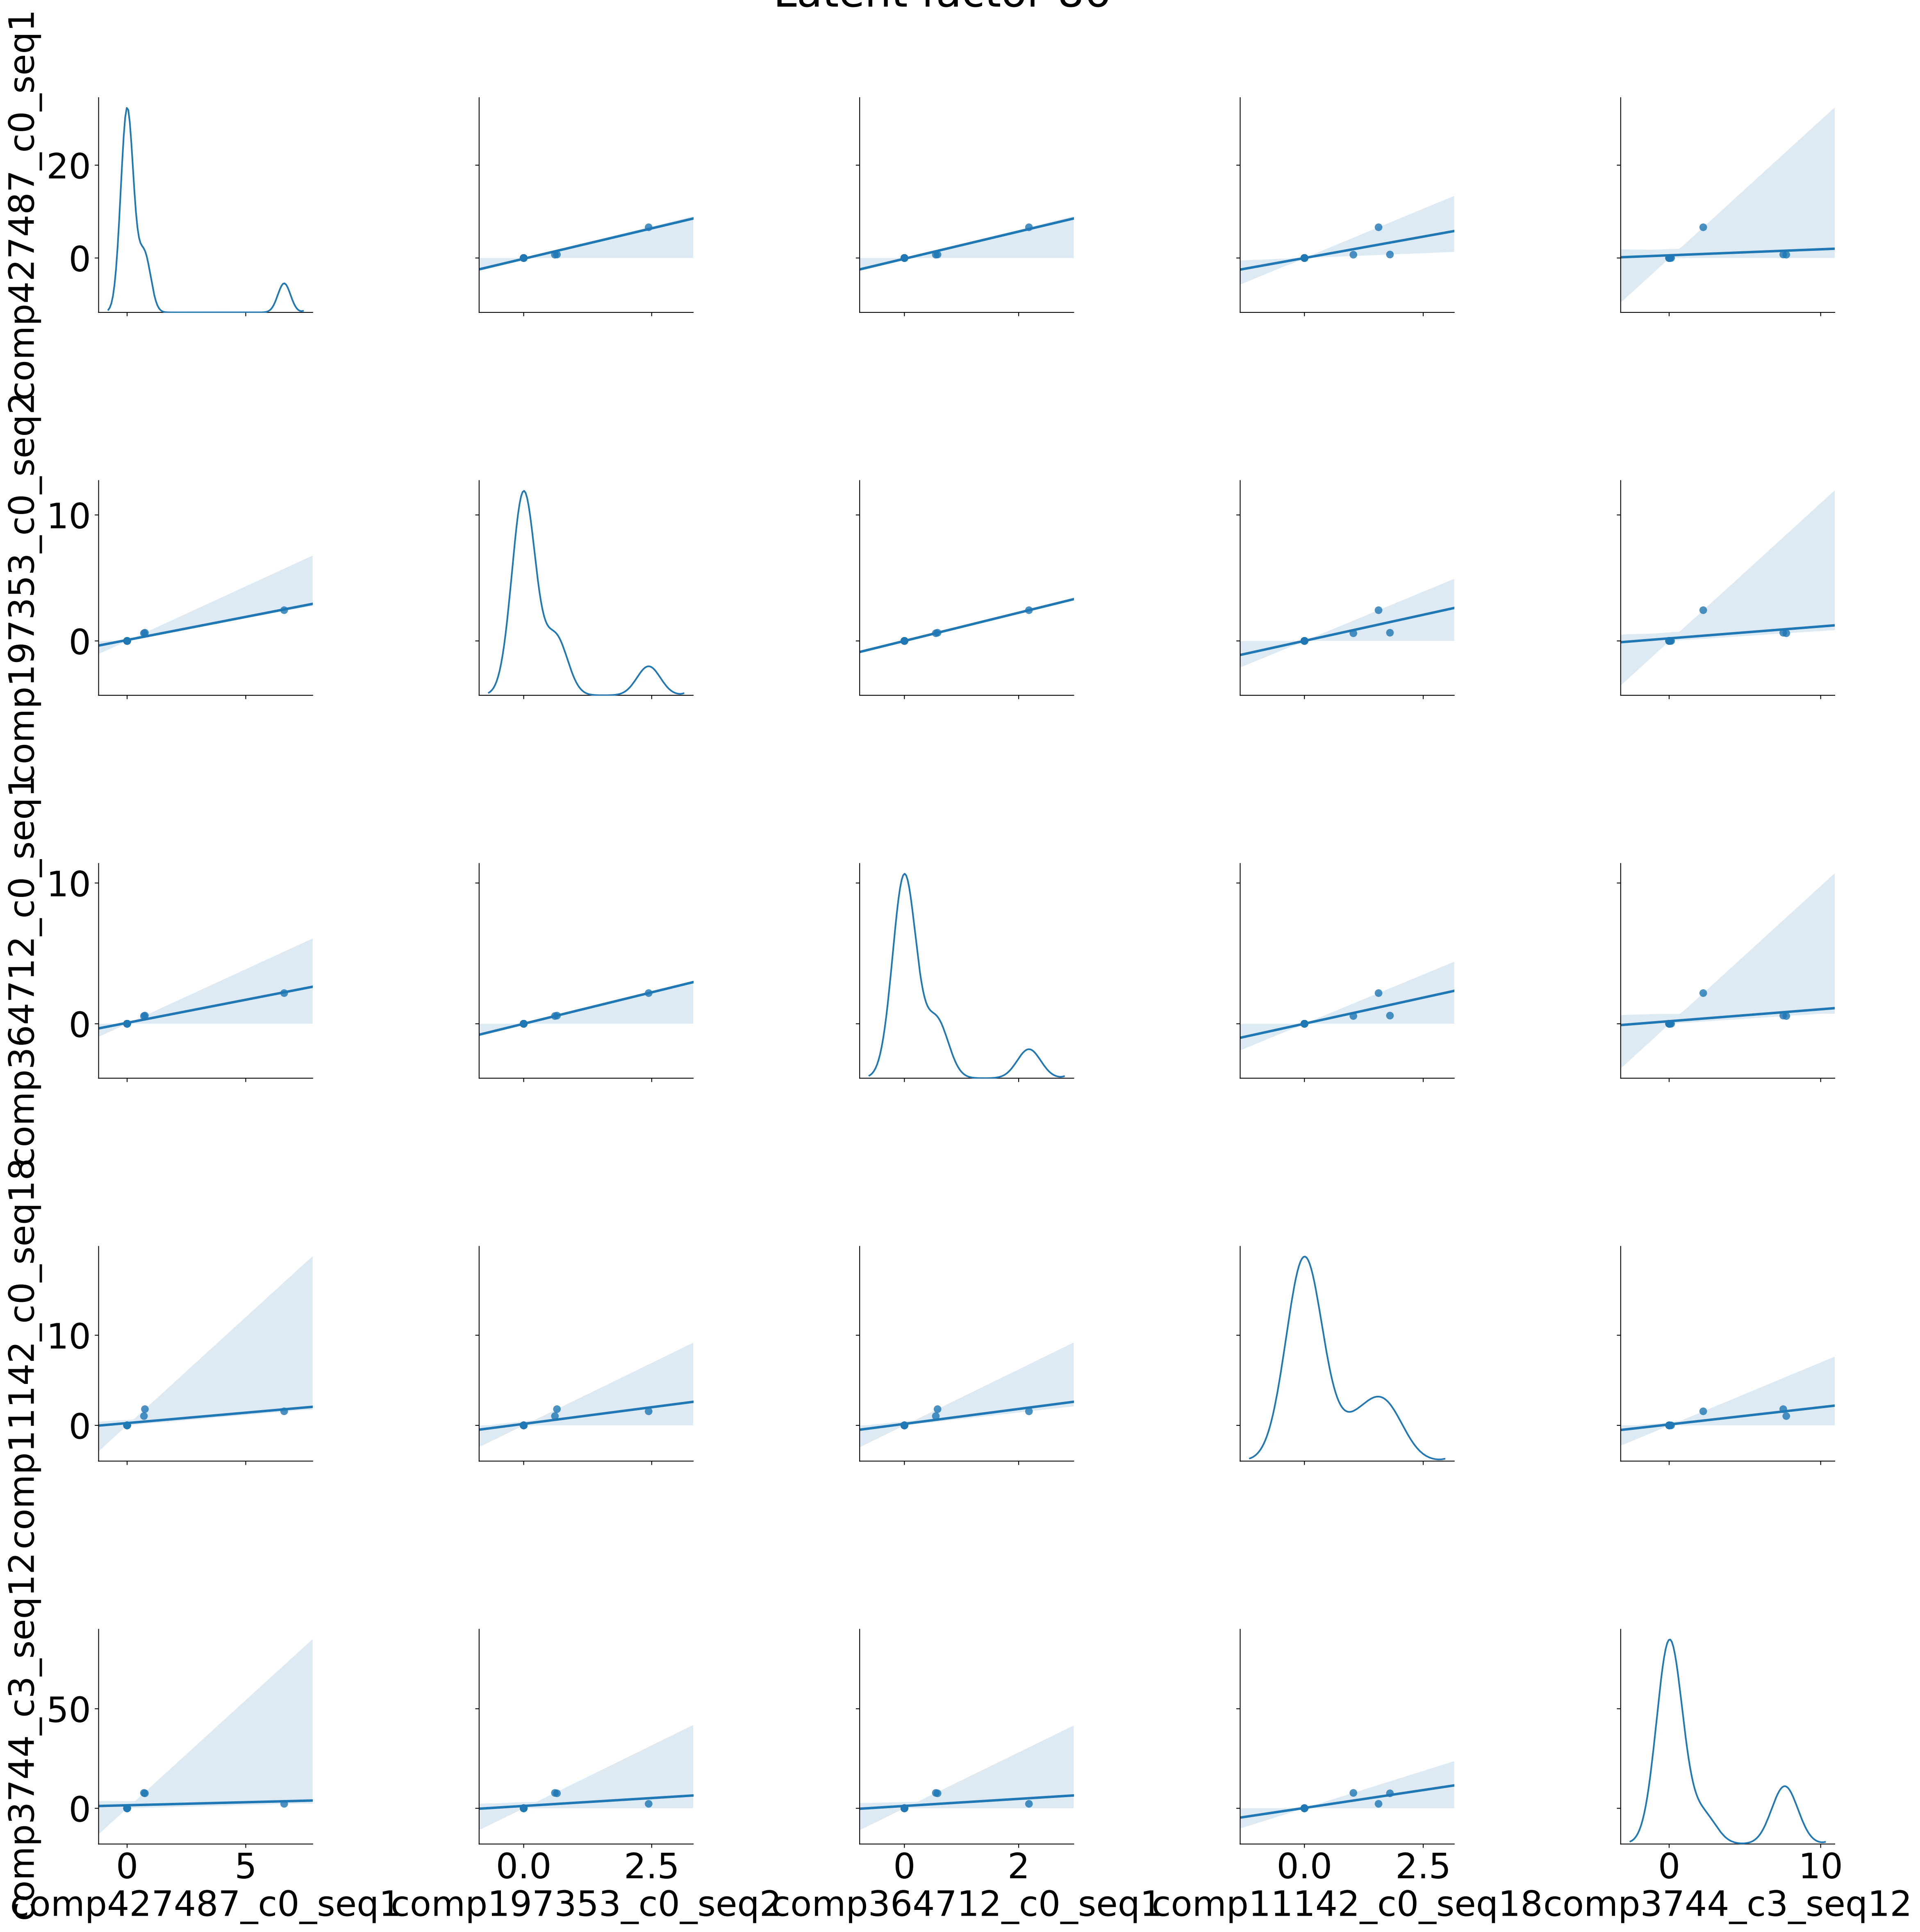 Latent factor
comp427487_c0_seq1
20
0
comp197353_c0_seq2
10
0
comp364712_c0_seq1
10
0
comp11142_c0_seq18
10
0
comp3744_c3_seq12
50
0
0 5 0.0 2.5 0 2 0.0 2.5 0 10
comp427487_c0_seq1 comp197353_c0_seq2 comp364712_c0_seq1 comp11142_c0_seq18 comp3744_c3_seq12